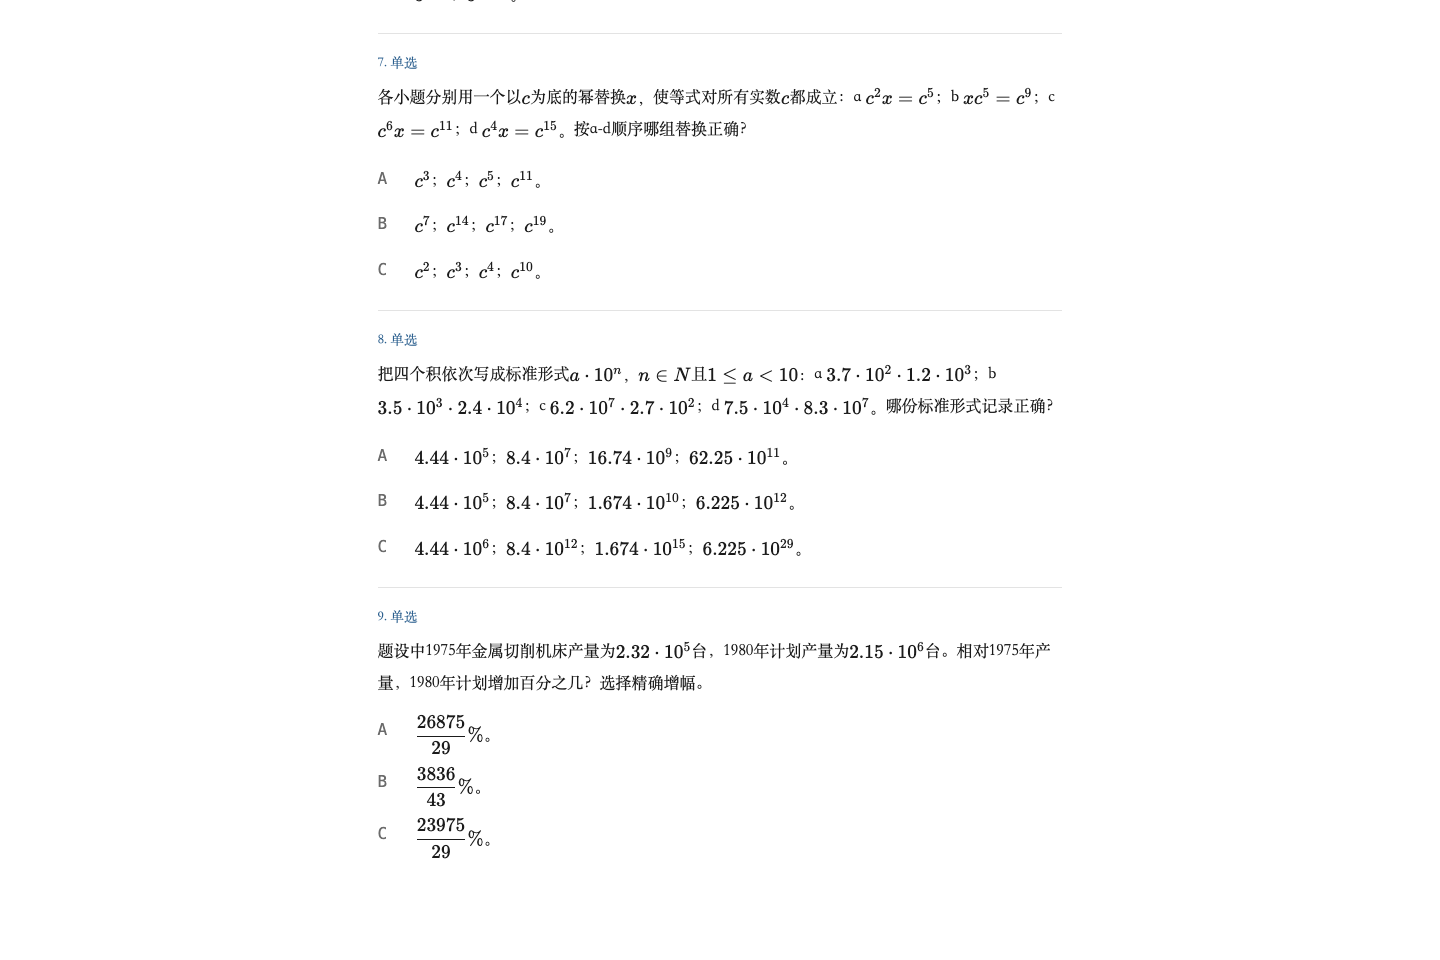 7. 单选
各小题分别用一个以c为底的幂替换x，使等式对所有实数c都成立：a c²x = c⁵；b xc⁵ = c⁹；c
c⁶x = c¹¹；d c⁴x = c¹⁵。按a-d顺序哪组替换正确？
A c³；c⁴；c⁵；c¹¹。
B c⁷；c¹⁴；c¹⁷；c¹⁹。
C c²；c³；c⁴；c¹⁰。
8. 单选
把四个积依次写成标准形式a · 10ⁿ，n ∈ N且1 ≤ a < 10：a 3.7 · 10² · 1.2 · 10³；b
3.5 · 10³ · 2.4 · 10⁴；c 6.2 · 10⁷ · 2.7 · 10²；d 7.5 · 10⁴ · 8.3 · 10⁷。哪份标准形式记录正确？
A 4.44 · 10⁵；8.4 · 10⁷；16.74 · 10⁹；62.25 · 10¹¹。
B 4.44 · 10⁵；8.4 · 10⁷；1.674 · 10¹⁰；6.225 · 10¹²。
C 4.44 · 10⁶；8.4 · 10¹²；1.674 · 10¹⁵；6.225 · 10²⁹。
9. 单选
题设中1975年金属切削机床产量为2.32 · 10⁵台，1980年计划产量为2.15 · 10⁶台。相对1975年产
量，1980年计划增加百分之几？选择精确增幅。
A 26875/29 %。
B 3836/43 %。
C 23975/29 %。